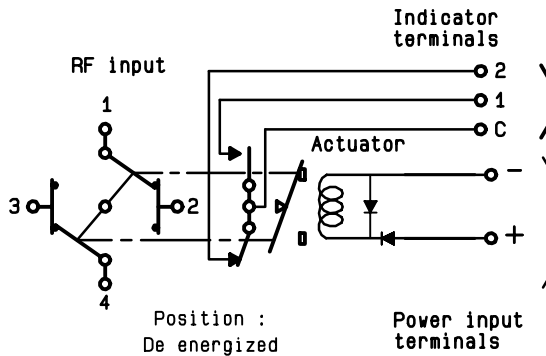 Indicator
terminals
RF input
2
1
1
C
Actuator
−
3
2
+
4
Position :
De energized
Power input
terminals